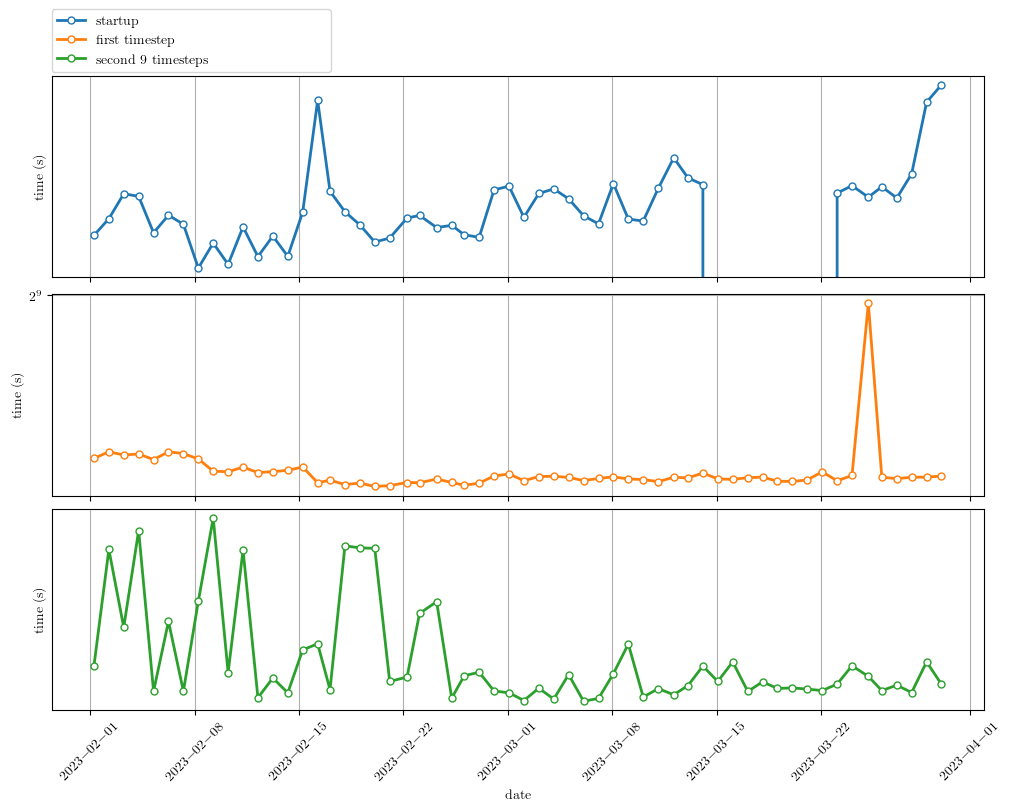 startup
first timestep
second 9 timesteps
time (s)
2⁹
time (s)
time (s)
2023−02−01
2023−02−08
2023−02−15
2023−02−22
2023−03−01
2023−03−08
2023−03−15
2023−03−22
2023−04−01
date